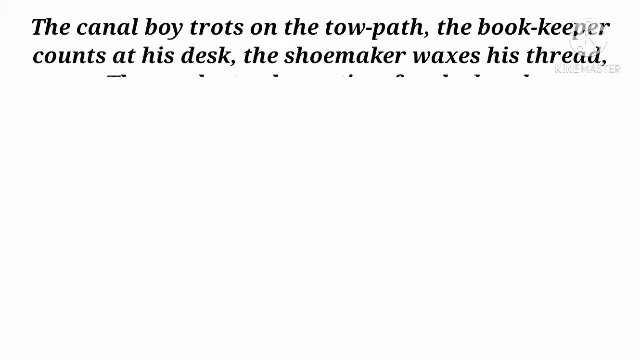 The canal boy trots on the tow-path, the book-keeper
counts at his desk, the shoemaker waxes his thread,
KINEMASTER